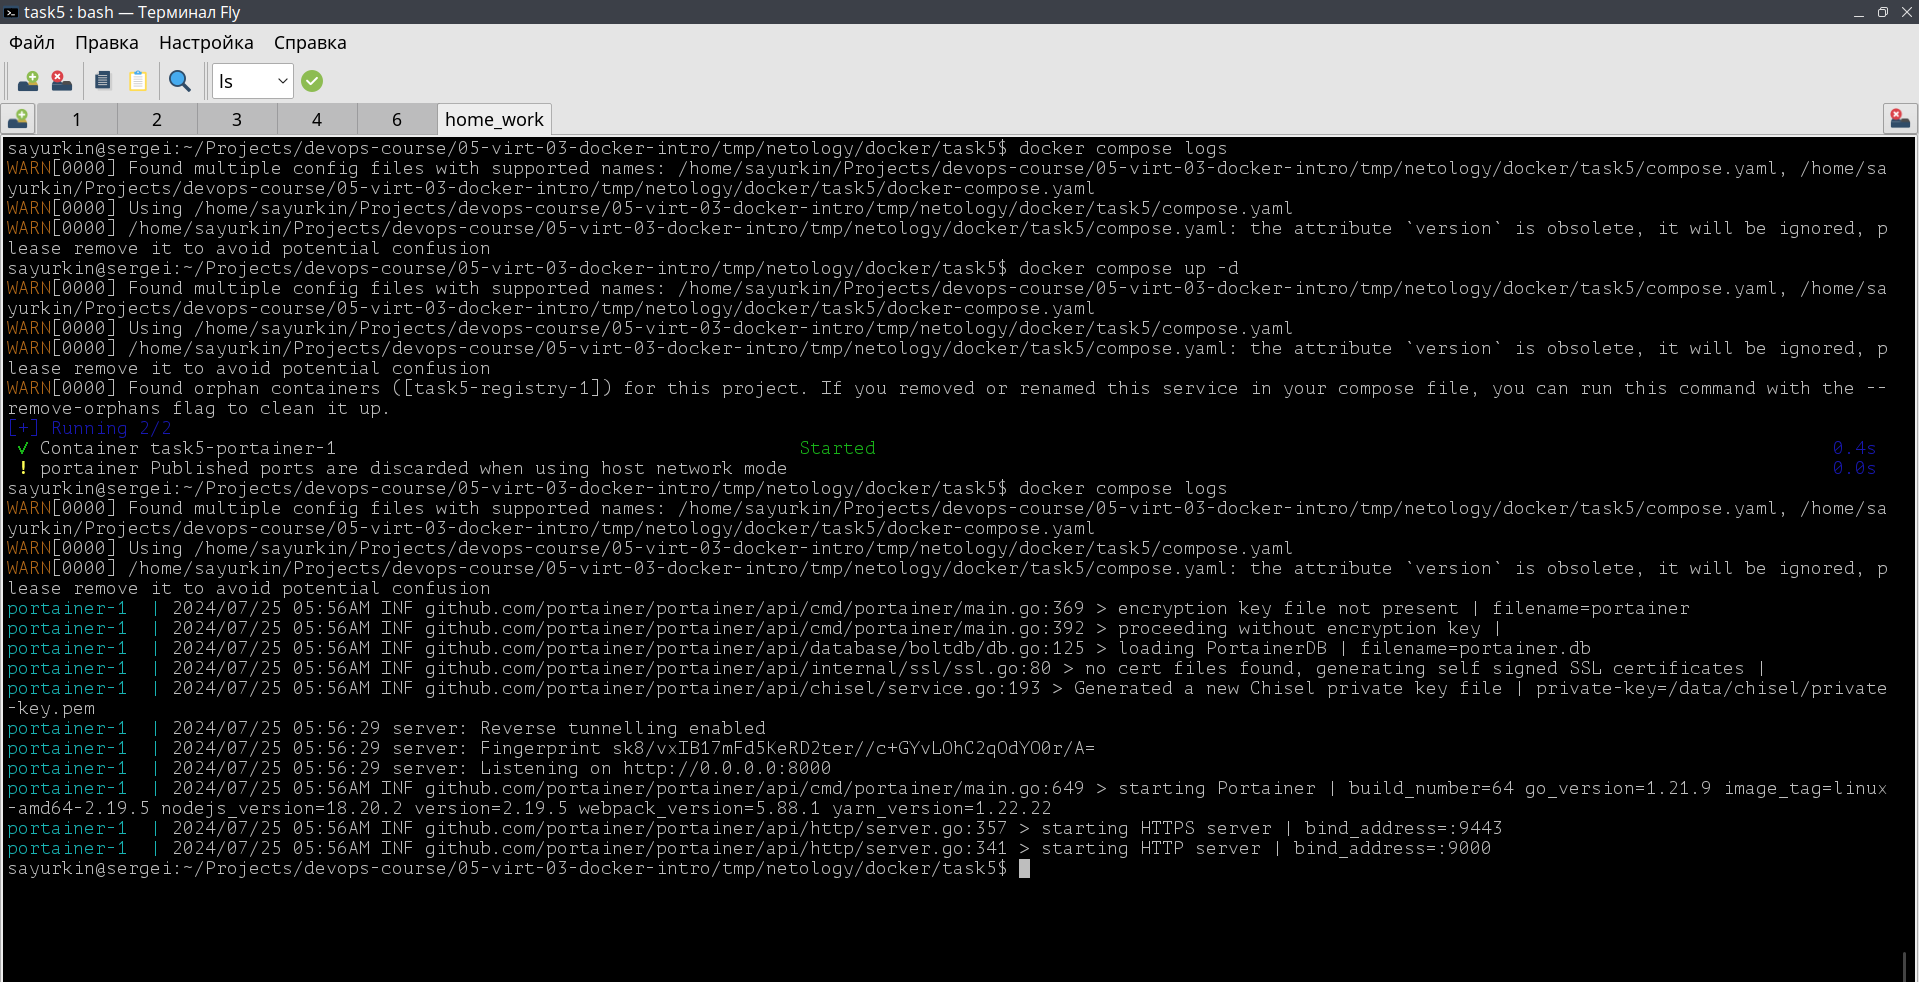 task5 : bash — Терминал Fly
Файл Правка Настройка Справка
ls
1 2 3 4 6 home_work
sayurkin@sergei:~/Projects/devops-course/05-virt-03-docker-intro/tmp/netology/docker/task5$ docker compose logs
WARN[0000] Found multiple config files with supported names: /home/sayurkin/Projects/devops-course/05-virt-03-docker-intro/tmp/netology/docker/task5/compose.yaml, /home/sa
yurkin/Projects/devops-course/05-virt-03-docker-intro/tmp/netology/docker/task5/docker-compose.yaml
WARN[0000] Using /home/sayurkin/Projects/devops-course/05-virt-03-docker-intro/tmp/netology/docker/task5/compose.yaml
WARN[0000] /home/sayurkin/Projects/devops-course/05-virt-03-docker-intro/tmp/netology/docker/task5/compose.yaml: the attribute `version` is obsolete, it will be ignored, p
lease remove it to avoid potential confusion
sayurkin@sergei:~/Projects/devops-course/05-virt-03-docker-intro/tmp/netology/docker/task5$ docker compose up -d
WARN[0000] Found multiple config files with supported names: /home/sayurkin/Projects/devops-course/05-virt-03-docker-intro/tmp/netology/docker/task5/compose.yaml, /home/sa
yurkin/Projects/devops-course/05-virt-03-docker-intro/tmp/netology/docker/task5/docker-compose.yaml
WARN[0000] Using /home/sayurkin/Projects/devops-course/05-virt-03-docker-intro/tmp/netology/docker/task5/compose.yaml
WARN[0000] /home/sayurkin/Projects/devops-course/05-virt-03-docker-intro/tmp/netology/docker/task5/compose.yaml: the attribute `version` is obsolete, it will be ignored, p
lease remove it to avoid potential confusion
WARN[0000] Found orphan containers ([task5-registry-1]) for this project. If you removed or renamed this service in your compose file, you can run this command with the --
remove-orphans flag to clean it up.
[+] Running 2/2
✓ Container task5-portainer-1 Started 0.4s
! portainer Published ports are discarded when using host network mode 0.0s
sayurkin@sergei:~/Projects/devops-course/05-virt-03-docker-intro/tmp/netology/docker/task5$ docker compose logs
WARN[0000] Found multiple config files with supported names: /home/sayurkin/Projects/devops-course/05-virt-03-docker-intro/tmp/netology/docker/task5/compose.yaml, /home/sa
yurkin/Projects/devops-course/05-virt-03-docker-intro/tmp/netology/docker/task5/docker-compose.yaml
WARN[0000] Using /home/sayurkin/Projects/devops-course/05-virt-03-docker-intro/tmp/netology/docker/task5/compose.yaml
WARN[0000] /home/sayurkin/Projects/devops-course/05-virt-03-docker-intro/tmp/netology/docker/task5/compose.yaml: the attribute `version` is obsolete, it will be ignored, p
lease remove it to avoid potential confusion
portainer-1 | 2024/07/25 05:56AM INF github.com/portainer/portainer/api/cmd/portainer/main.go:369 > encryption key file not present | filename=portainer
portainer-1 | 2024/07/25 05:56AM INF github.com/portainer/portainer/api/cmd/portainer/main.go:392 > proceeding without encryption key |
portainer-1 | 2024/07/25 05:56AM INF github.com/portainer/portainer/api/database/boltdb/db.go:125 > loading PortainerDB | filename=portainer.db
portainer-1 | 2024/07/25 05:56AM INF github.com/portainer/portainer/api/internal/ssl/ssl.go:80 > no cert files found, generating self signed SSL certificates |
portainer-1 | 2024/07/25 05:56AM INF github.com/portainer/portainer/api/chisel/service.go:193 > Generated a new Chisel private key file | private-key=/data/chisel/private
-key.pem
portainer-1 | 2024/07/25 05:56:29 server: Reverse tunnelling enabled
portainer-1 | 2024/07/25 05:56:29 server: Fingerprint sk8/vxIB17mFd5KeRD2ter//c+GYvLOhC2qOdYO0r/A=
portainer-1 | 2024/07/25 05:56:29 server: Listening on http://0.0.0.0:8000
portainer-1 | 2024/07/25 05:56AM INF github.com/portainer/portainer/api/cmd/portainer/main.go:649 > starting Portainer | build_number=64 go_version=1.21.9 image_tag=linux
-amd64-2.19.5 nodejs_version=18.20.2 version=2.19.5 webpack_version=5.88.1 yarn_version=1.22.22
portainer-1 | 2024/07/25 05:56AM INF github.com/portainer/portainer/api/http/server.go:357 > starting HTTPS server | bind_address=:9443
portainer-1 | 2024/07/25 05:56AM INF github.com/portainer/portainer/api/http/server.go:341 > starting HTTP server | bind_address=:9000
sayurkin@sergei:~/Projects/devops-course/05-virt-03-docker-intro/tmp/netology/docker/task5$